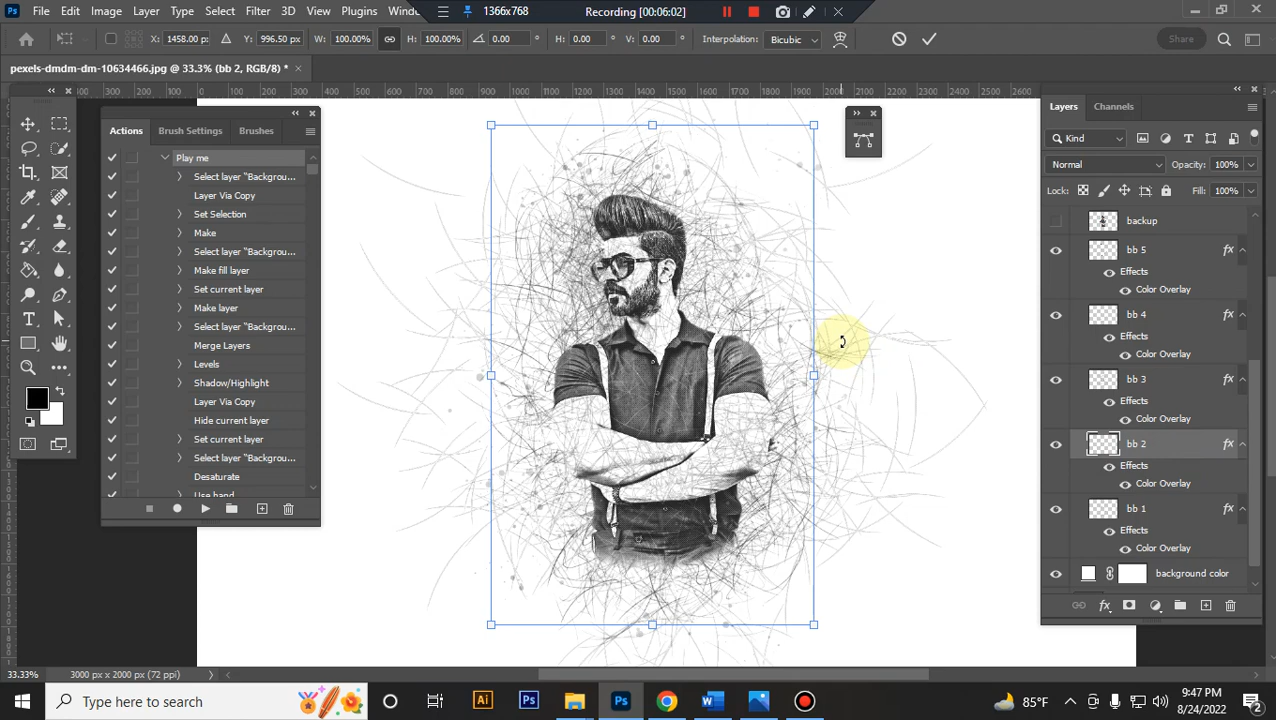 File Edit Image Layer Type Select Filter 3D View Plugins Wind
1366x768 Recording [00:06:02]
X: 1458.00 p: Y: 996.50 px W: 100.00% H: 100.00% 0.00 ° H: 0.00 ° V: 0.00 ° Interpolation: Bicubic Share
pexels-dmdm-dm-10634466.jpg @ 33.3% (bb 2, RGB/8) *
Actions Brush Settings Brushes
Play me
Select layer "Backgrou...
Layer Via Copy
Set Selection
Make
Select layer "Backgrou...
Make fill layer
Set current layer
Make layer
Select layer "Backgrou...
Merge Layers
Levels
Shadow/Highlight
Layer Via Copy
Hide current layer
Set current layer
Select layer "Backgrou...
Desaturate
Use hand
Layers Channels
Kind
Normal Opacity: 100%
Lock: Fill: 100%
backup
bb 5 fx
Effects
Color Overlay
bb 4 fx
Effects
Color Overlay
bb 3 fx
Effects
Color Overlay
bb 2 fx
Effects
Color Overlay
bb 1 fx
Effects
Color Overlay
background color
33.33% 3000 px x 2000 px (72 ppi)
Type here to search
85°F
9:47 PM
8/24/2022